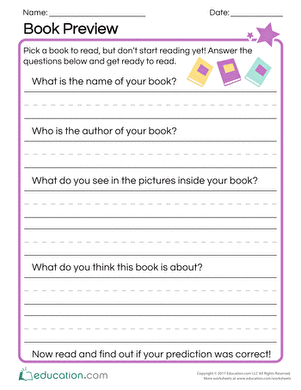 Name: Date:
Book Preview
Pick a book to read, but don't start reading yet! Answer the
questions below and get ready to read.
What is the name of your book?
Who is the author of your book?
What do you see in the pictures inside your book?
What do you think this book is about?
Now read and find out if your prediction was correct!
education.com
Copyright © 2017 Education.com LLC All Rights Reserved
More worksheets at www.education.com/worksheets